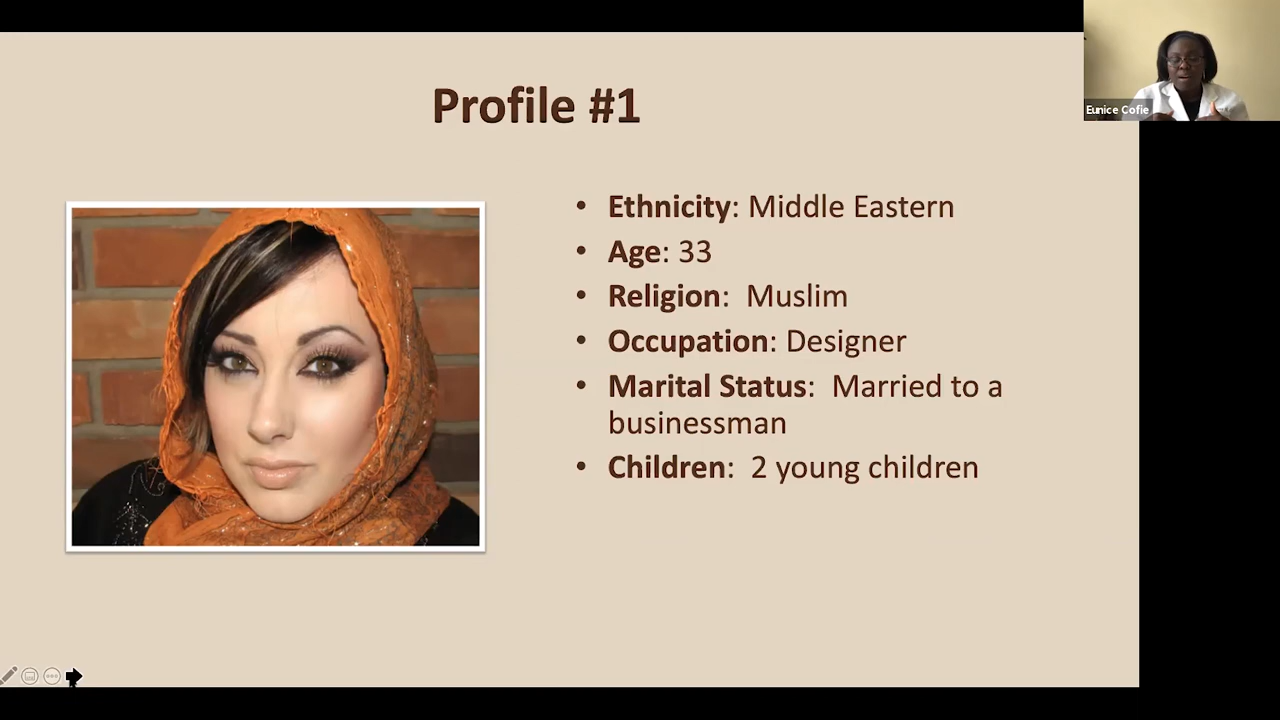 Profile #1
Eunice Cofie
• Ethnicity: Middle Eastern
• Age: 33
• Religion:  Muslim
• Occupation: Designer
• Marital Status:  Married to a
businessman
• Children:  2 young children